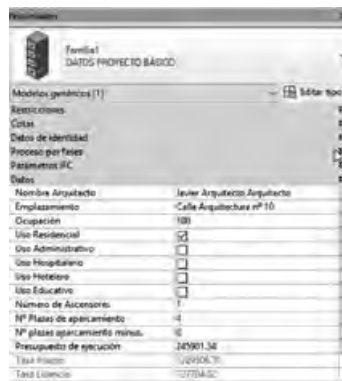 Propiedades
Familia1
DATOS PROYECTO BÁSICO
Modelos genéricos (1)
Editar tipo
Restricciones
Cotas
Datos de identidad
Proceso por fases
Parámetros IFC
Datos
Nombre Arquitecto Javier Arquitecto Arquitecto
Emplazamiento Calle Arquitectura nº 10
Ocupación 100
Uso Residencial
Uso Administrativo
Uso Hospitalario
Uso Hotelero
Uso Educativo
Número de Ascensores 1
Nº Plazas de aparcamiento 4
Nº plazas aparcamiento minus.
Presupuesto de ejecución 245901.34
Tasa
Tasa Licencia